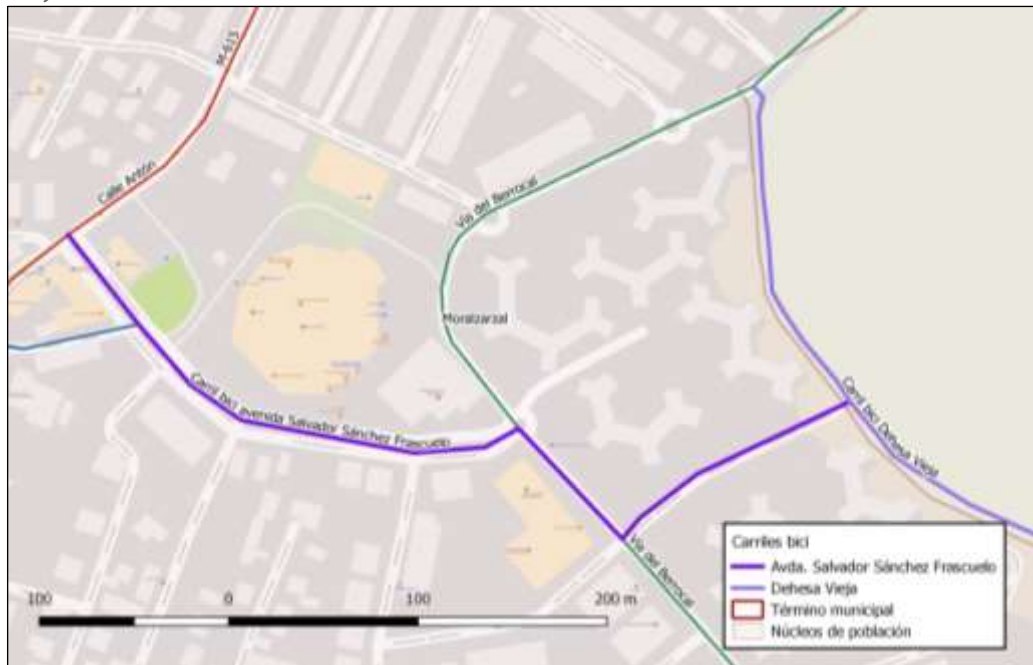 M-615
Calle Antón
Vía del Berrocal
Moralzarzal
Carril bici avenida Salvador Sánchez Frascuelo
Carril bici Dehesa Vieja
Vía del Berrocal
Carriles bici
Avda. Salvador Sánchez Frascuelo
Dehesa Vieja
Término municipal
Núcleos de población
100 0 100 200 m